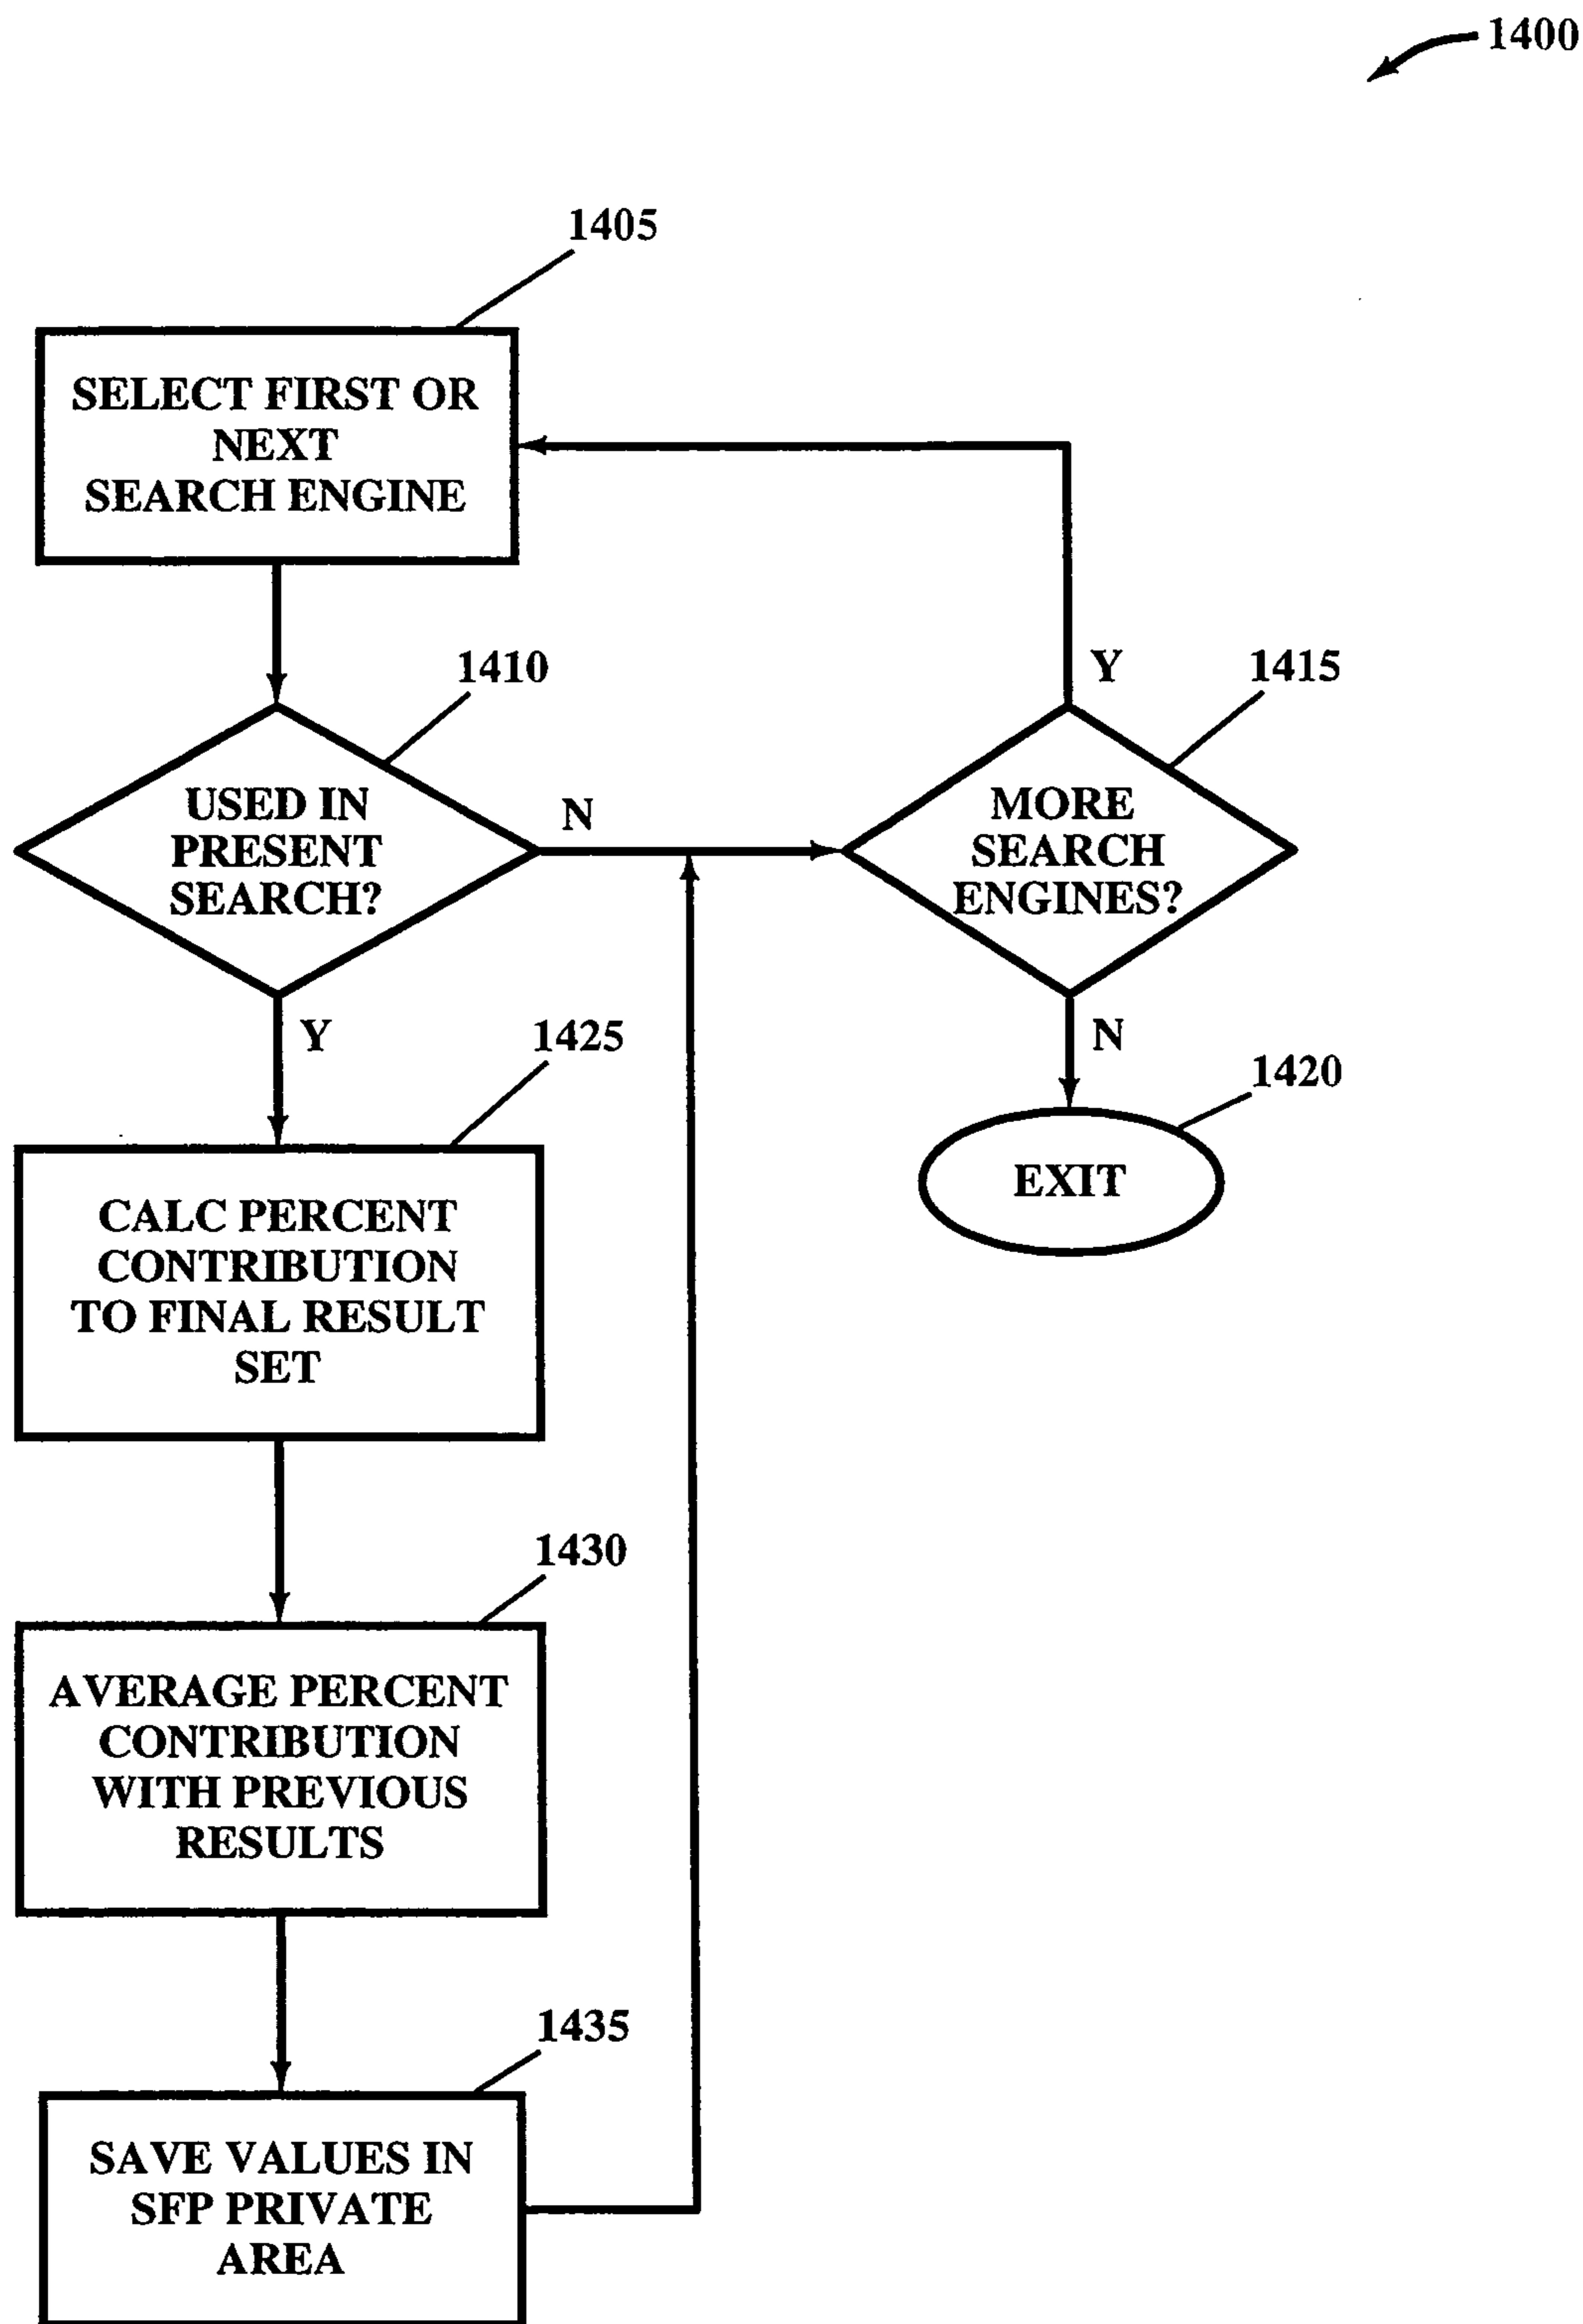 1400
1405
SELECT FIRST OR
NEXT
SEARCH ENGINE
1410
Y
1415
USED IN
PRESENT
SEARCH?
N
MORE
SEARCH
ENGINES?
Y
1425
N
1420
CALC PERCENT
CONTRIBUTION
TO FINAL RESULT
SET
EXIT
1430
AVERAGE PERCENT
CONTRIBUTION
WITH PREVIOUS
RESULTS
1435
SAVE VALUES IN
SFP PRIVATE
AREA